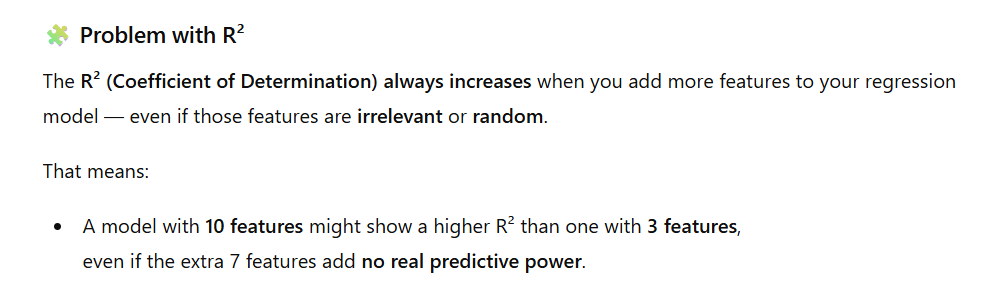 🧩 Problem with R²
The R² (Coefficient of Determination) always increases when you add more features to your regression
model — even if those features are irrelevant or random.
That means:
• A model with 10 features might show a higher R² than one with 3 features,
even if the extra 7 features add no real predictive power.